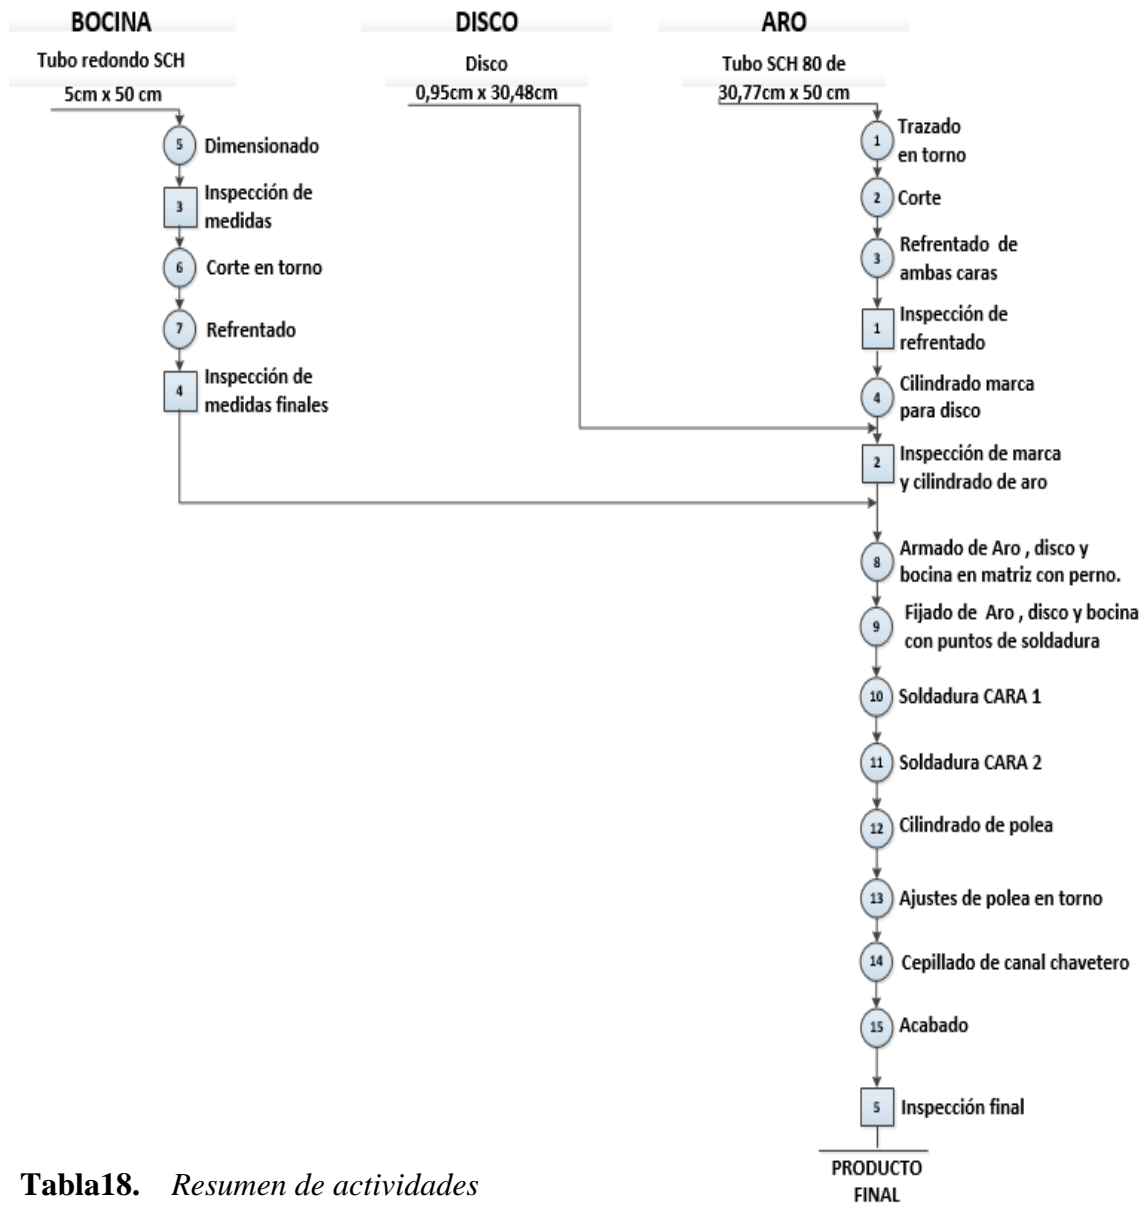 BOCINA
Tubo redondo SCH
5cm x 50 cm
5
Dimensionado
3
Inspección de
medidas
6
Corte en torno
7
Refrentado
4
Inspección de
medidas finales
DISCO
Disco
0,95cm x 30,48cm
ARO
Tubo SCH 80 de
30,77cm x 50 cm
1
Trazado
en torno
2
Corte
3
Refrentado de
ambas caras
1
Inspección de
refrentado
4
Cilindrado marca
para disco
2
Inspección de marca
y cilindrado de aro
8
Armado de Aro , disco y
bocina en matriz con perno.
9
Fijado de Aro , disco y bocina
con puntos de soldadura
10
Soldadura CARA 1
11
Soldadura CARA 2
12
Cilindrado de polea
13
Ajustes de polea en torno
14
Cepillado de canal chavetero
15
Acabado
5
Inspección final
PRODUCTO
FINAL
Tabla18. Resumen de actividades